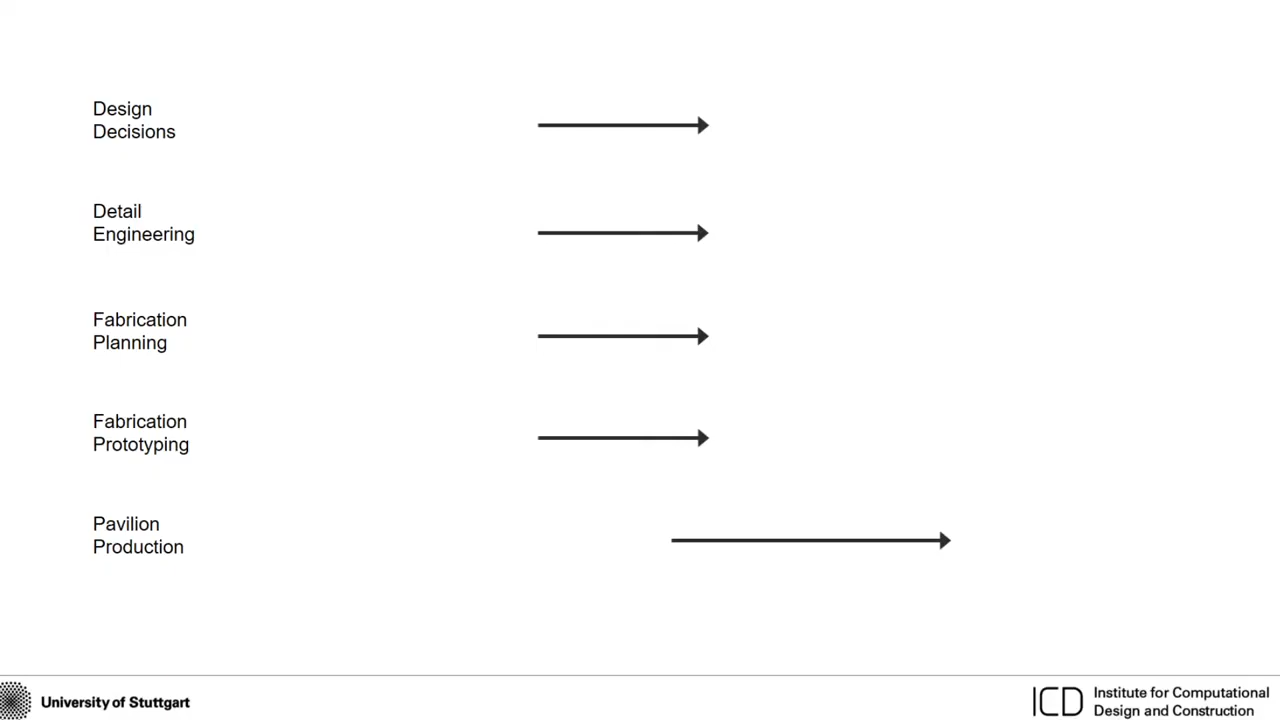 Design
Decisions
Detail
Engineering
Fabrication
Planning
Fabrication
Prototyping
Pavilion
Production
University of Stuttgart
ICD
Institute for Computational
Design and Construction